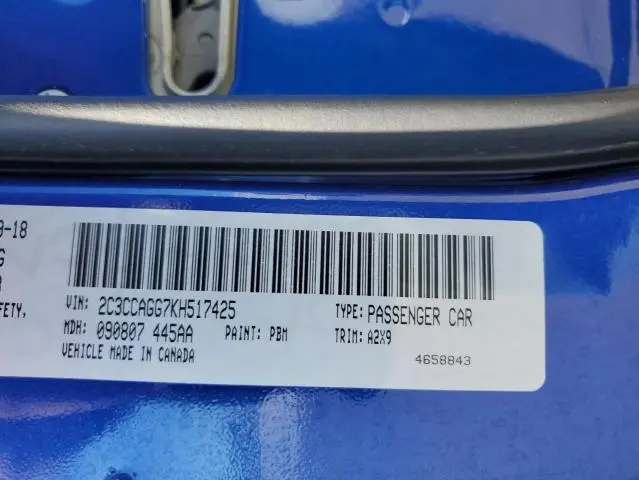 9-18
G
R
FETY,
VIN: 2C3CCAGG7KH517425
TYPE: PASSENGER CAR
MDH: 090807 445AA
PAINT: PBM
TRIM: A2X9
VEHICLE MADE IN CANADA
4658843